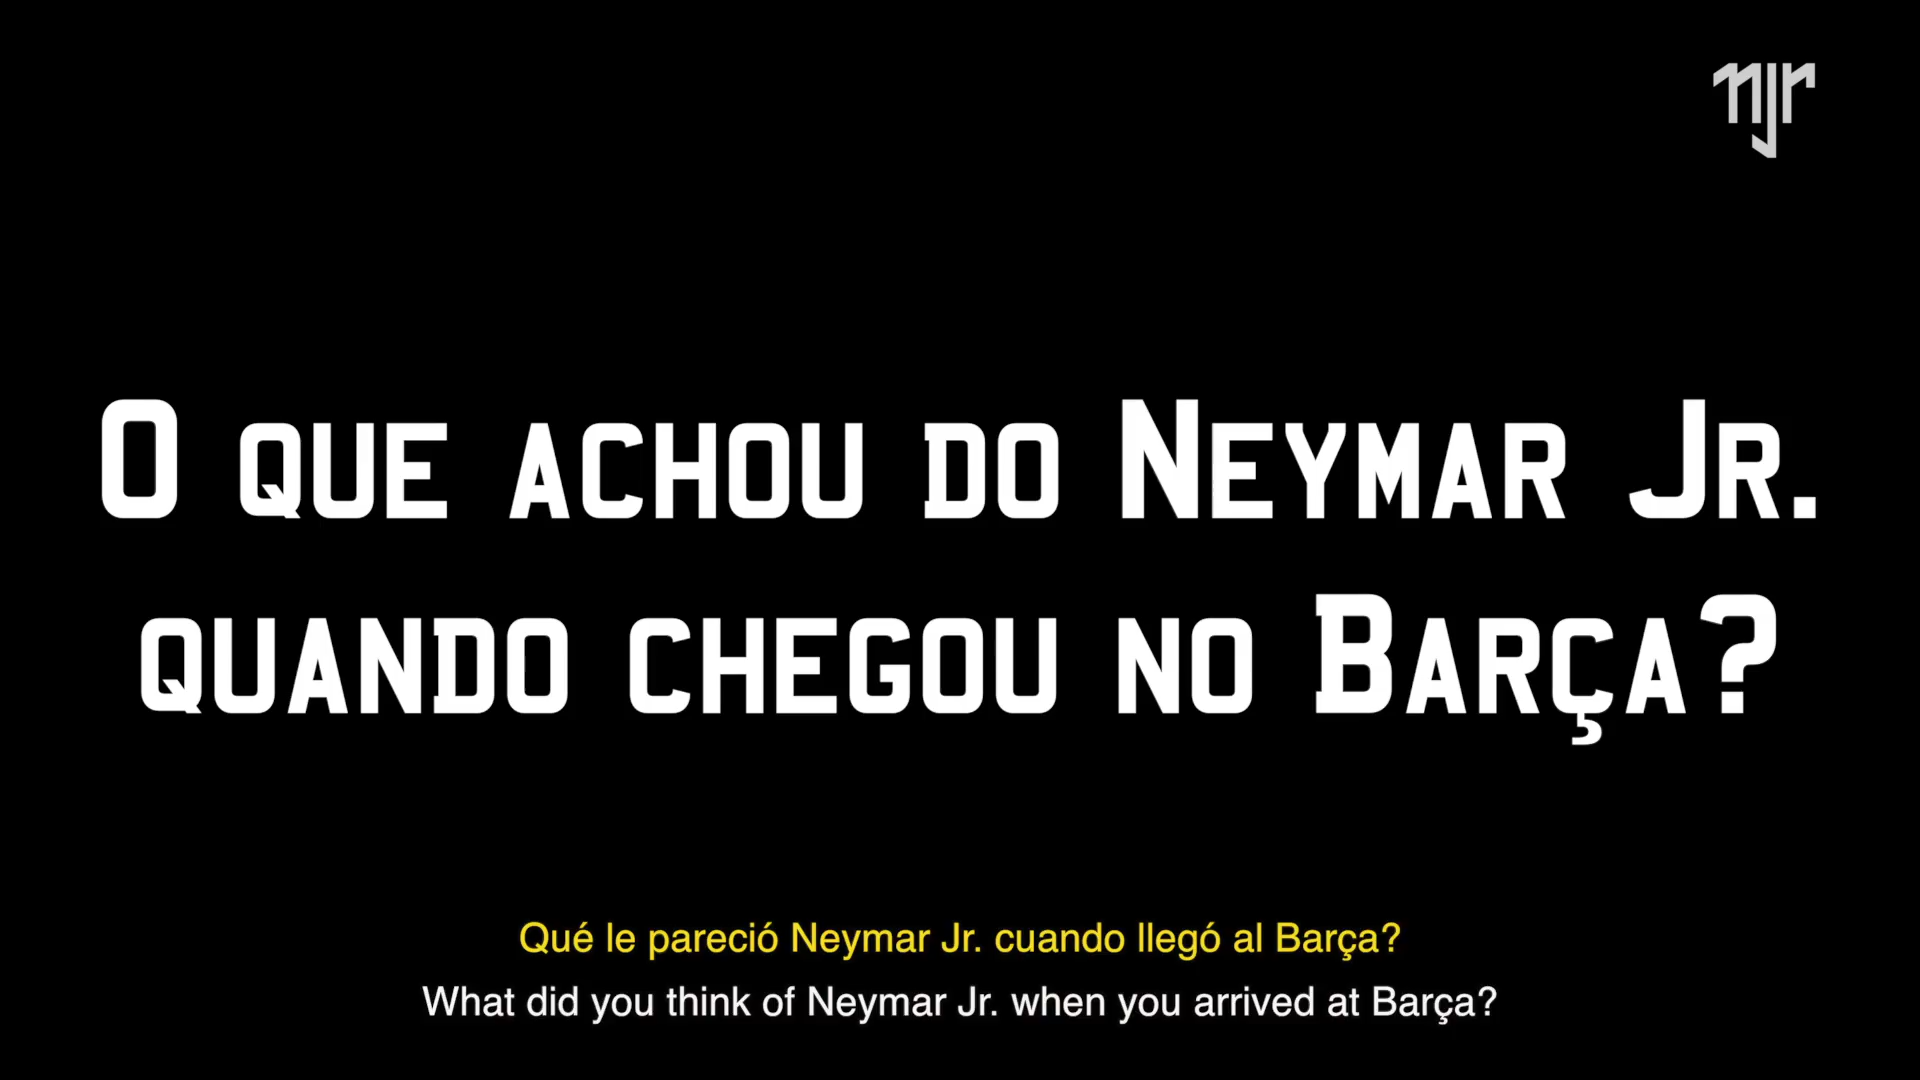 njr
O QUE ACHOU DO NEYMAR JR.
QUANDO CHEGOU NO BARÇA?
Qué le pareció Neymar Jr. cuando llegó al Barça?
What did you think of Neymar Jr. when you arrived at Barça?